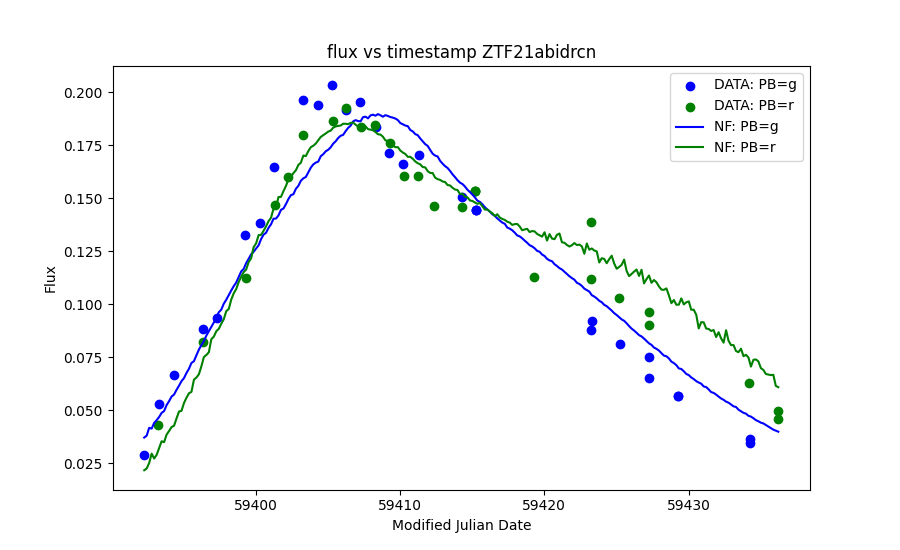 flux vs timestamp ZTF21abidrcn
DATA: PB=g
DATA: PB=r
NF: PB=g
NF: PB=r
0.200
0.175
0.150
0.125
0.100
0.075
0.050
0.025
Flux
59400 59410 59420 59430
Modified Julian Date